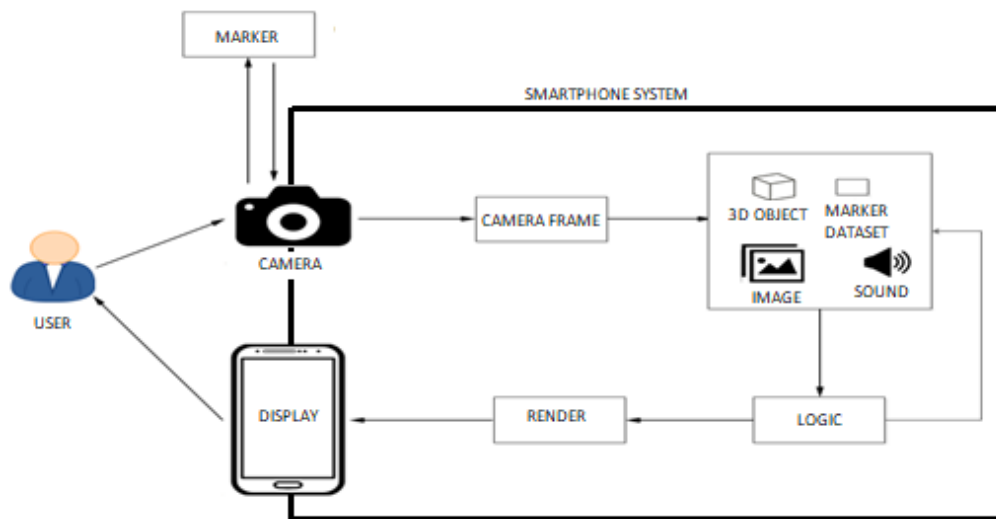 MARKER
SMARTPHONE SYSTEM
CAMERA FRAME
3D OBJECT
MARKER
DATASET
IMAGE
SOUND
CAMERA
USER
DISPLAY
RENDER
LOGIC